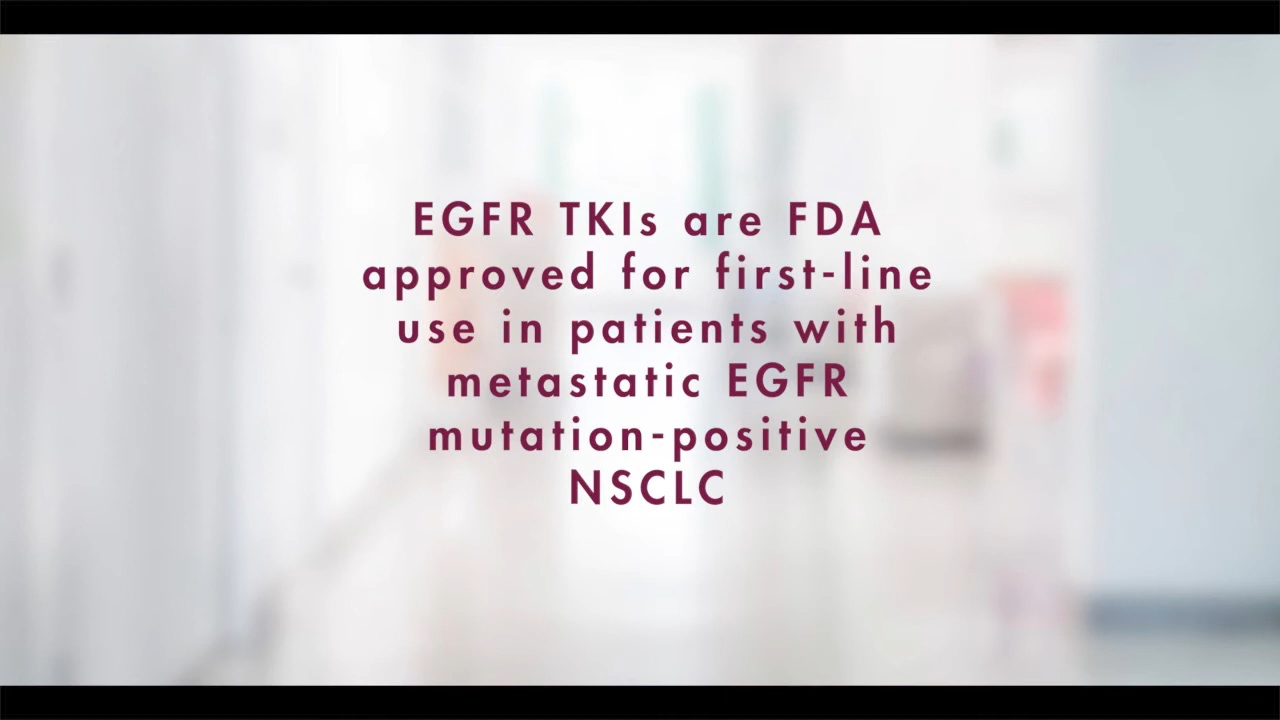 EGFR TKIs are FDA
approved for first-line
use in patients with
metastatic EGFR
mutation-positive
NSCLC